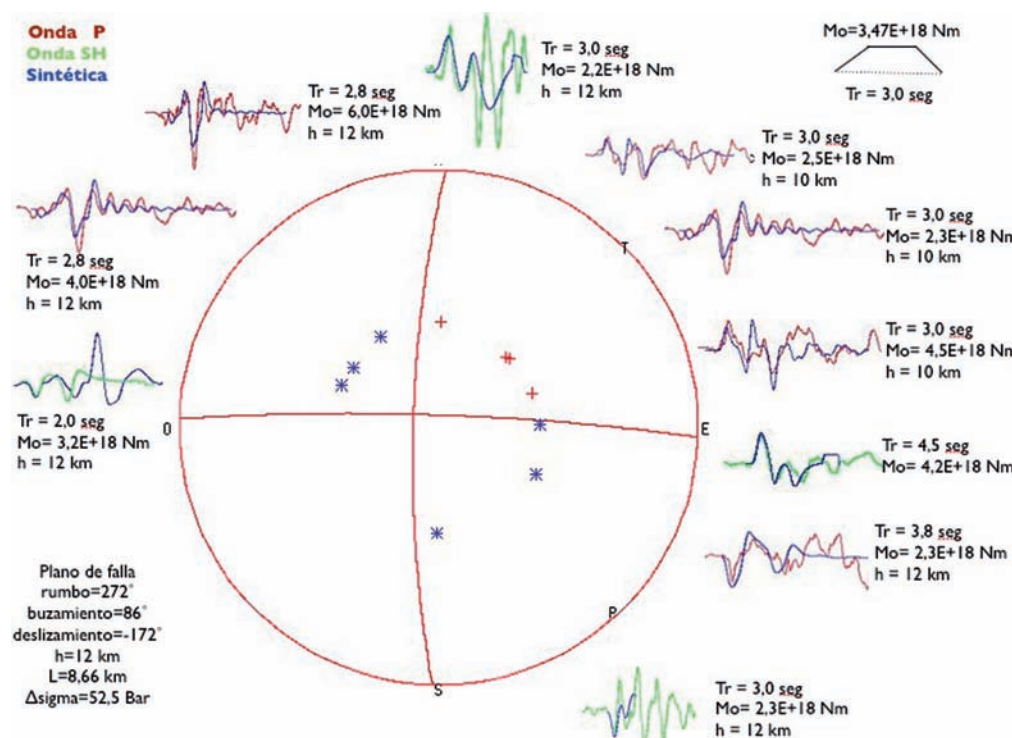 Onda P
Onda SH
Sintética
Tr = 3,0 seg
Mo= 2,2E+18 Nm
h = 12 km
Mo=3,47E+18 Nm
Tr = 3,0 seg
Tr = 2,8 seg
Mo= 6,0E+18 Nm
h = 12 km
Tr = 3,0 seg
Mo= 2,5E+18 Nm
h = 10 km
Tr = 2,8 seg
Mo= 4,0E+18 Nm
h = 12 km
Tr = 3,0 seg
Mo= 2,3E+18 Nm
h = 10 km
T
Tr = 3,0 seg
Mo= 4,5E+18 Nm
h = 10 km
Tr = 2,0 seg
Mo= 3,2E+18 Nm
h = 12 km
O
E
Tr = 4,5 seg
Mo= 4,2E+18 Nm
Tr = 3,8 seg
Mo= 2,3E+18 Nm
h = 12 km
Plano de falla
rumbo=272°
buzamiento=86°
deslizamiento=-172°
h=12 km
L=8,66 km
Δsigma=52,5 Bar
P
S
Tr = 3,0 seg
Mo= 2,3E+18 Nm
h = 12 km